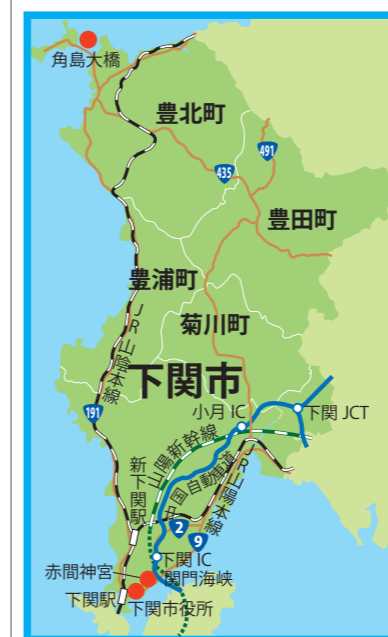 角島大橋
豊北町
491
435
豊田町
豊浦町
JR山陰本線
菊川町
下関市
191
小月 IC
下関 JCT
山陽新幹線
新下関駅
中国自動車道
JR山陰本線
2
9
下関 IC
赤間神宮
関門海峡
下関駅
下関市役所